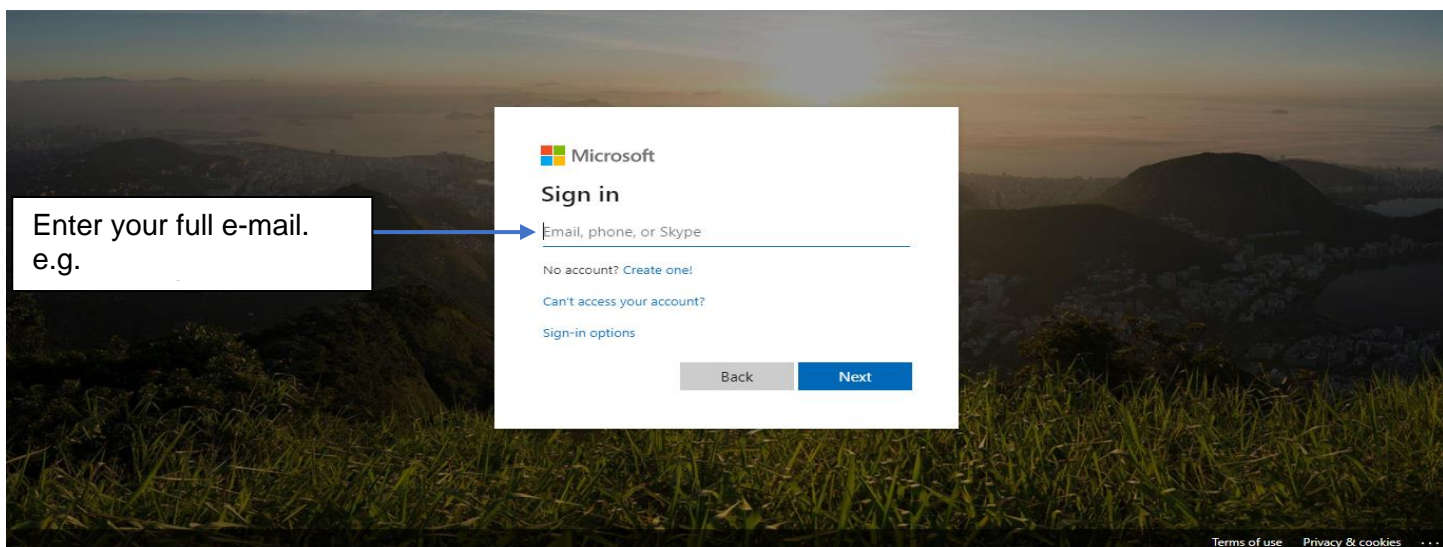 Microsoft
Sign in
Enter your full e-mail.
e.g.
Email, phone, or Skype
No account? Create one!
Can't access your account?
Sign-in options
Back Next
Terms of use Privacy & cookies ...